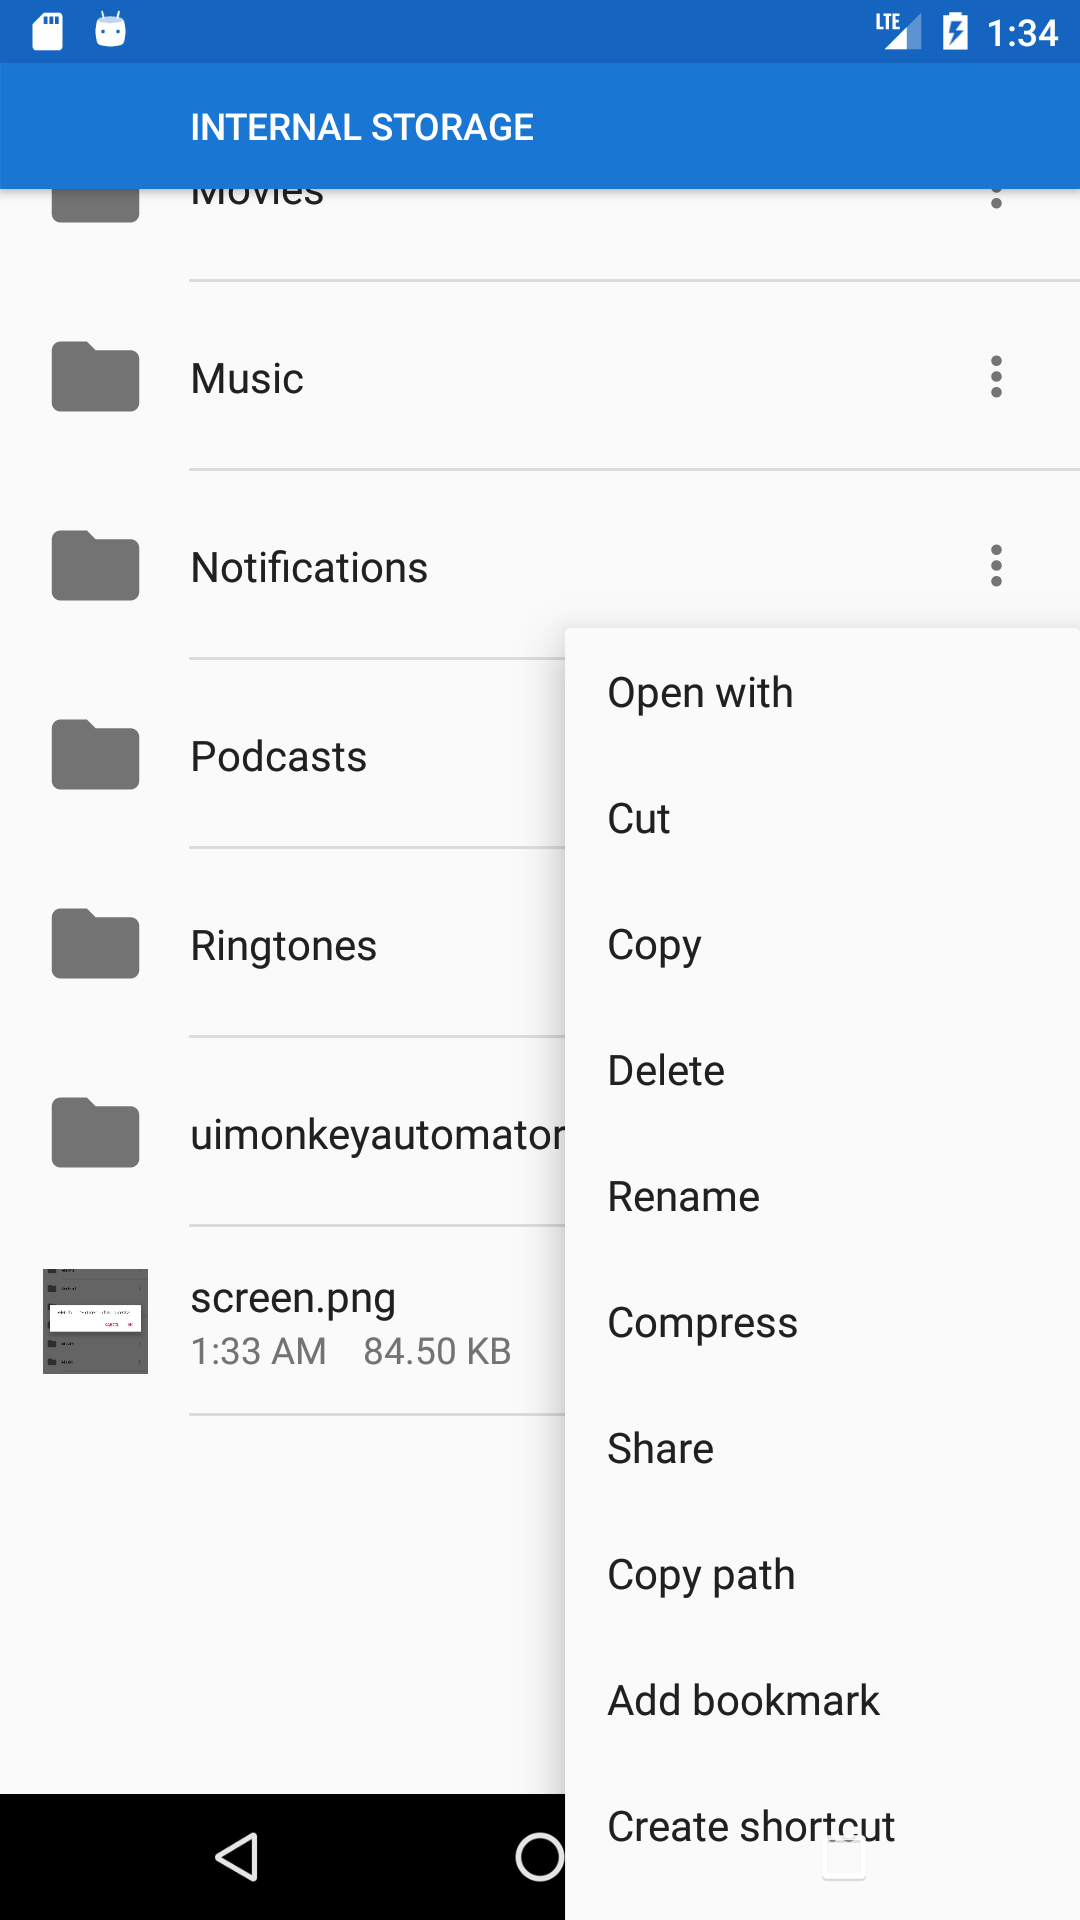 LTE 1:34
INTERNAL STORAGE
Movies
Music
Notifications
Podcasts
Ringtones
uimonkeyautomator
screen.png
1:33 AM 84.50 KB
Open with
Cut
Copy
Delete
Rename
Compress
Share
Copy path
Add bookmark
Create shortcut